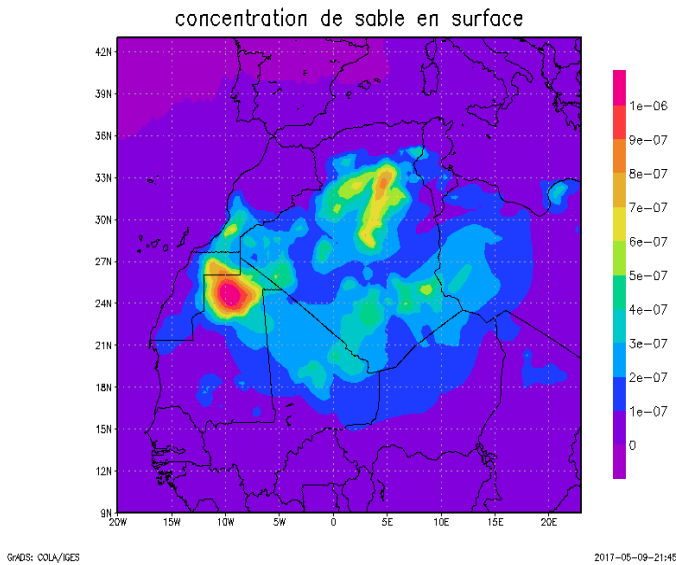 concentration de sable en surface
42N
39N
36N
33N
30N
27N
24N
21N
18N
15N
12N
9N
20W 15W 10W 5W 0 5E 10E 15E 20E
1e-06
9e-07
8e-07
7e-07
6e-07
5e-07
4e-07
3e-07
2e-07
1e-07
0
GrADS: COLA/IGES 2017-05-09-21:45